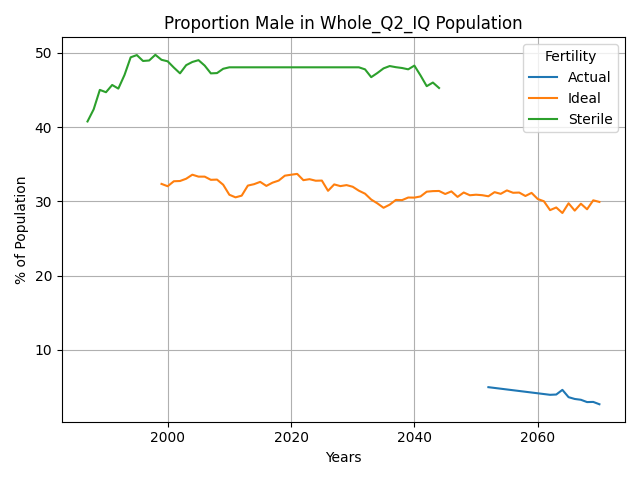 Proportion Male in Whole_Q2_IQ Population
Fertility
Actual
Ideal
Sterile
% of Population
50
40
30
20
10
2000
2020
2040
2060
Years